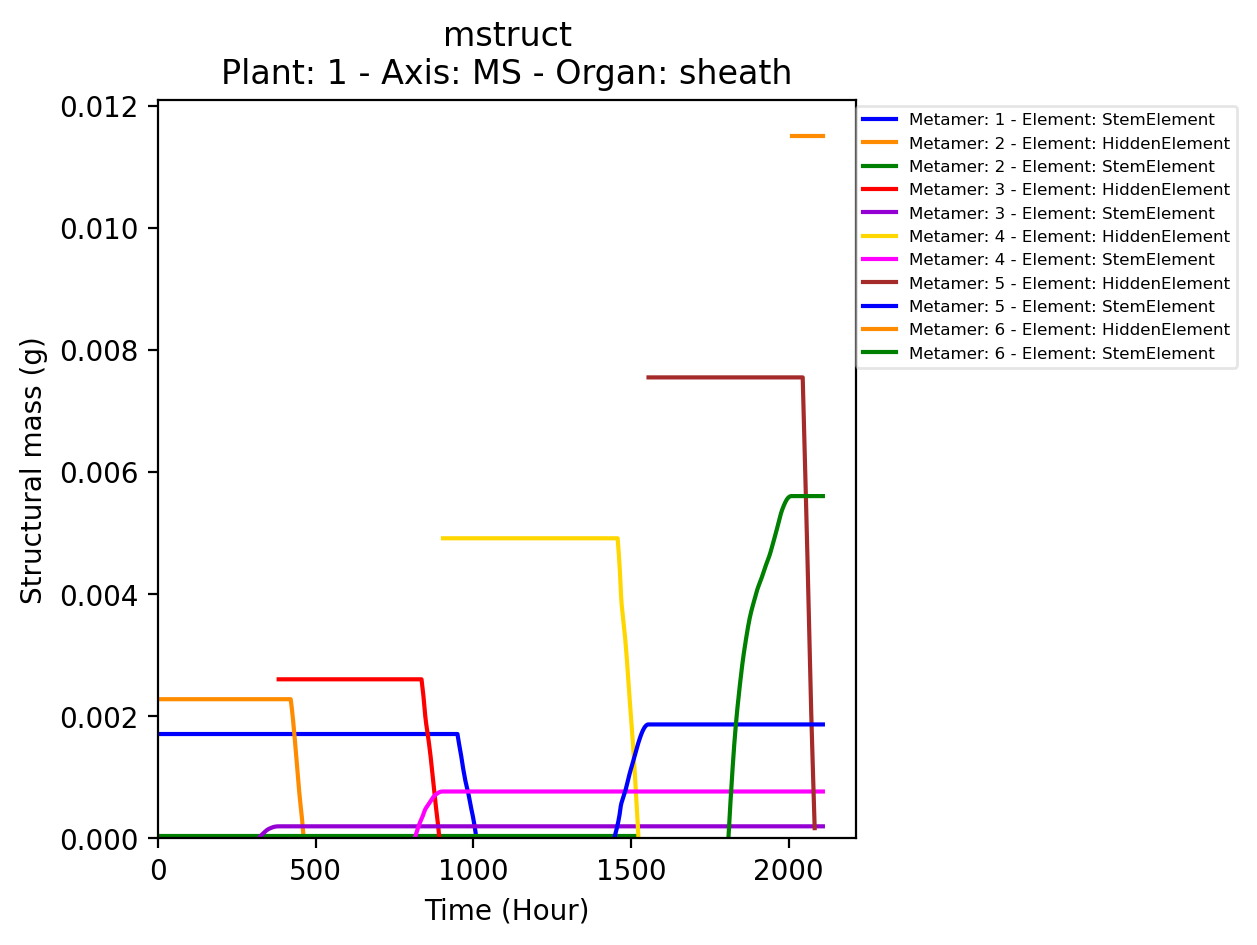 mstruct
Plant: 1 - Axis: MS - Organ: sheath
0.012
0.010
0.008
0.006
0.004
0.002
0.000
Structural mass (g)
0
500
1000
1500
2000
Time (Hour)
Metamer: 1 - Element: StemElement
Metamer: 2 - Element: HiddenElement
Metamer: 2 - Element: StemElement
Metamer: 3 - Element: HiddenElement
Metamer: 3 - Element: StemElement
Metamer: 4 - Element: HiddenElement
Metamer: 4 - Element: StemElement
Metamer: 5 - Element: HiddenElement
Metamer: 5 - Element: StemElement
Metamer: 6 - Element: HiddenElement
Metamer: 6 - Element: StemElement